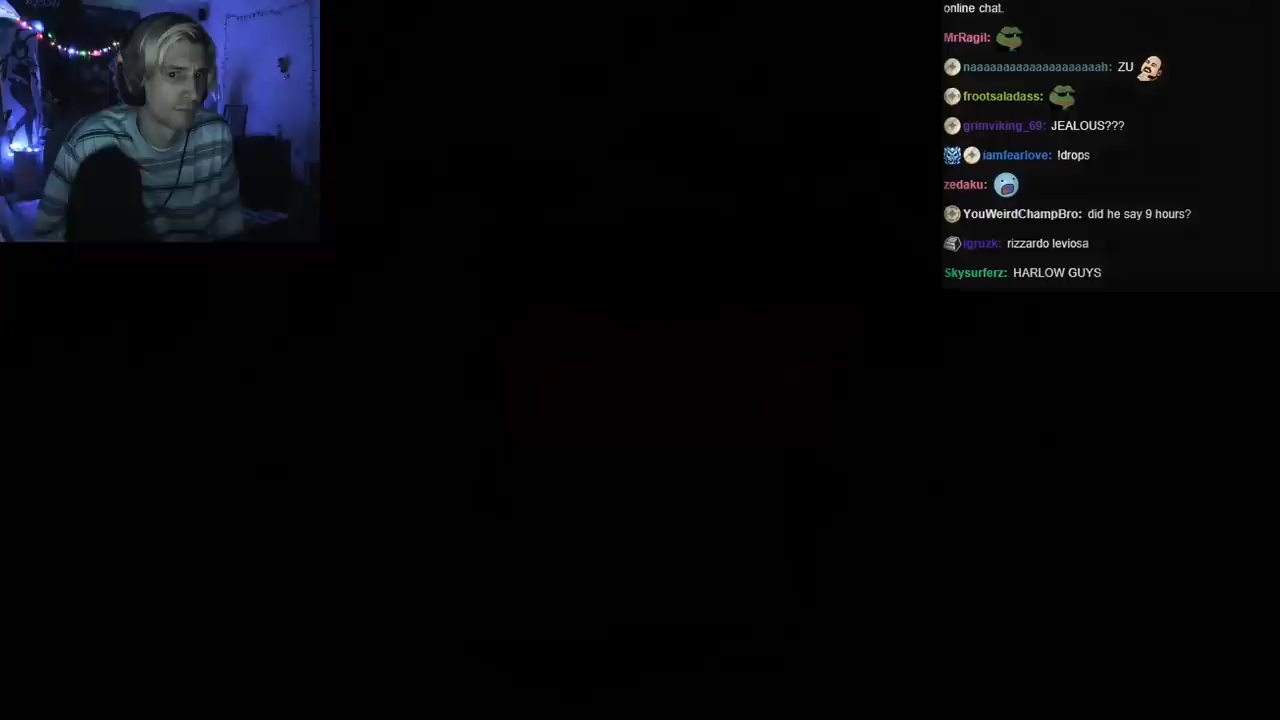 online chat.
MrRagil:
naaaaaaaaaaaaaaaaaaaah: ZU
frootsaladass:
grimviking_69: JEALOUS???
iamfearlove: !drops
zedaku:
YouWeirdChampBro: did he say 9 hours?
igruzk: rizzardo leviosa
Skysurferz: HARLOW GUYS